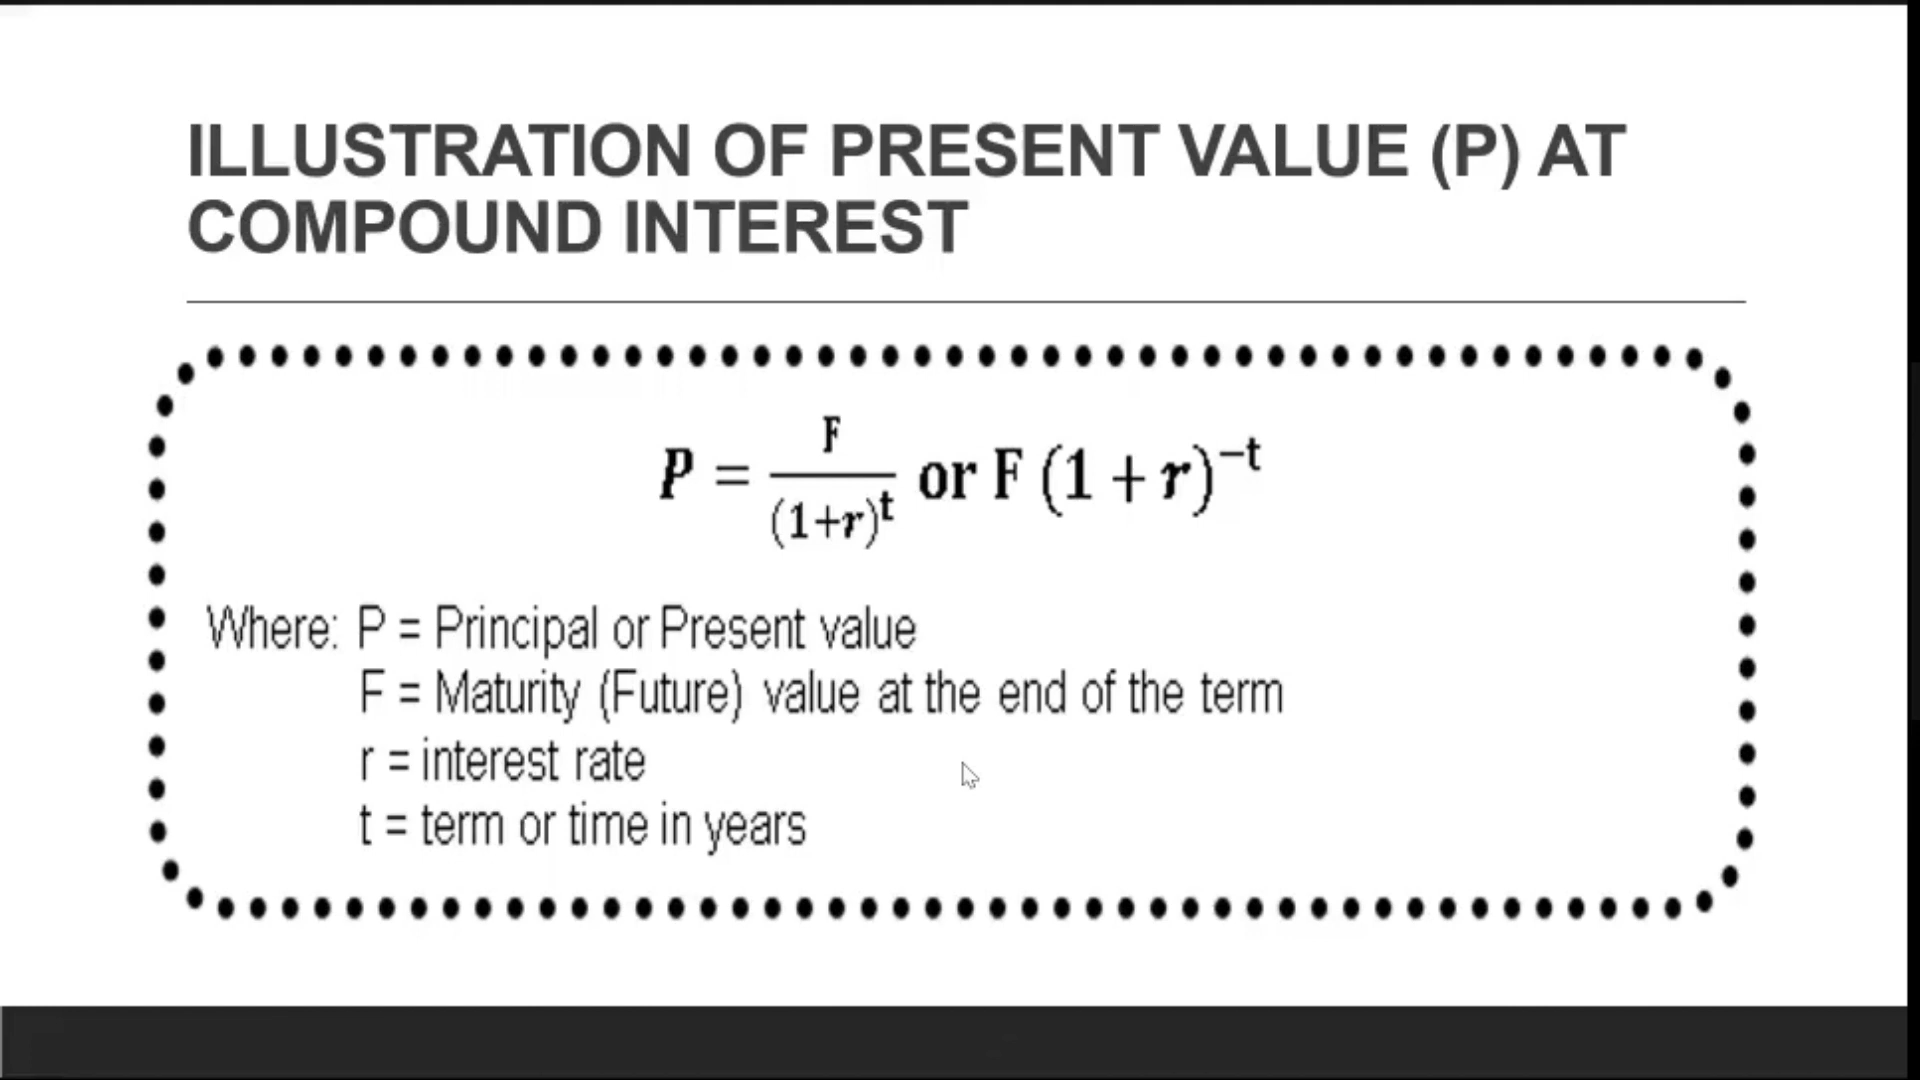 ILLUSTRATION OF PRESENT VALUE (P) AT
COMPOUND INTEREST
P = F/(1+r)^t or F (1 + r)^−t
Where: P = Principal or Present value
F = Maturity (Future) value at the end of the term
r = interest rate
t = term or time in years